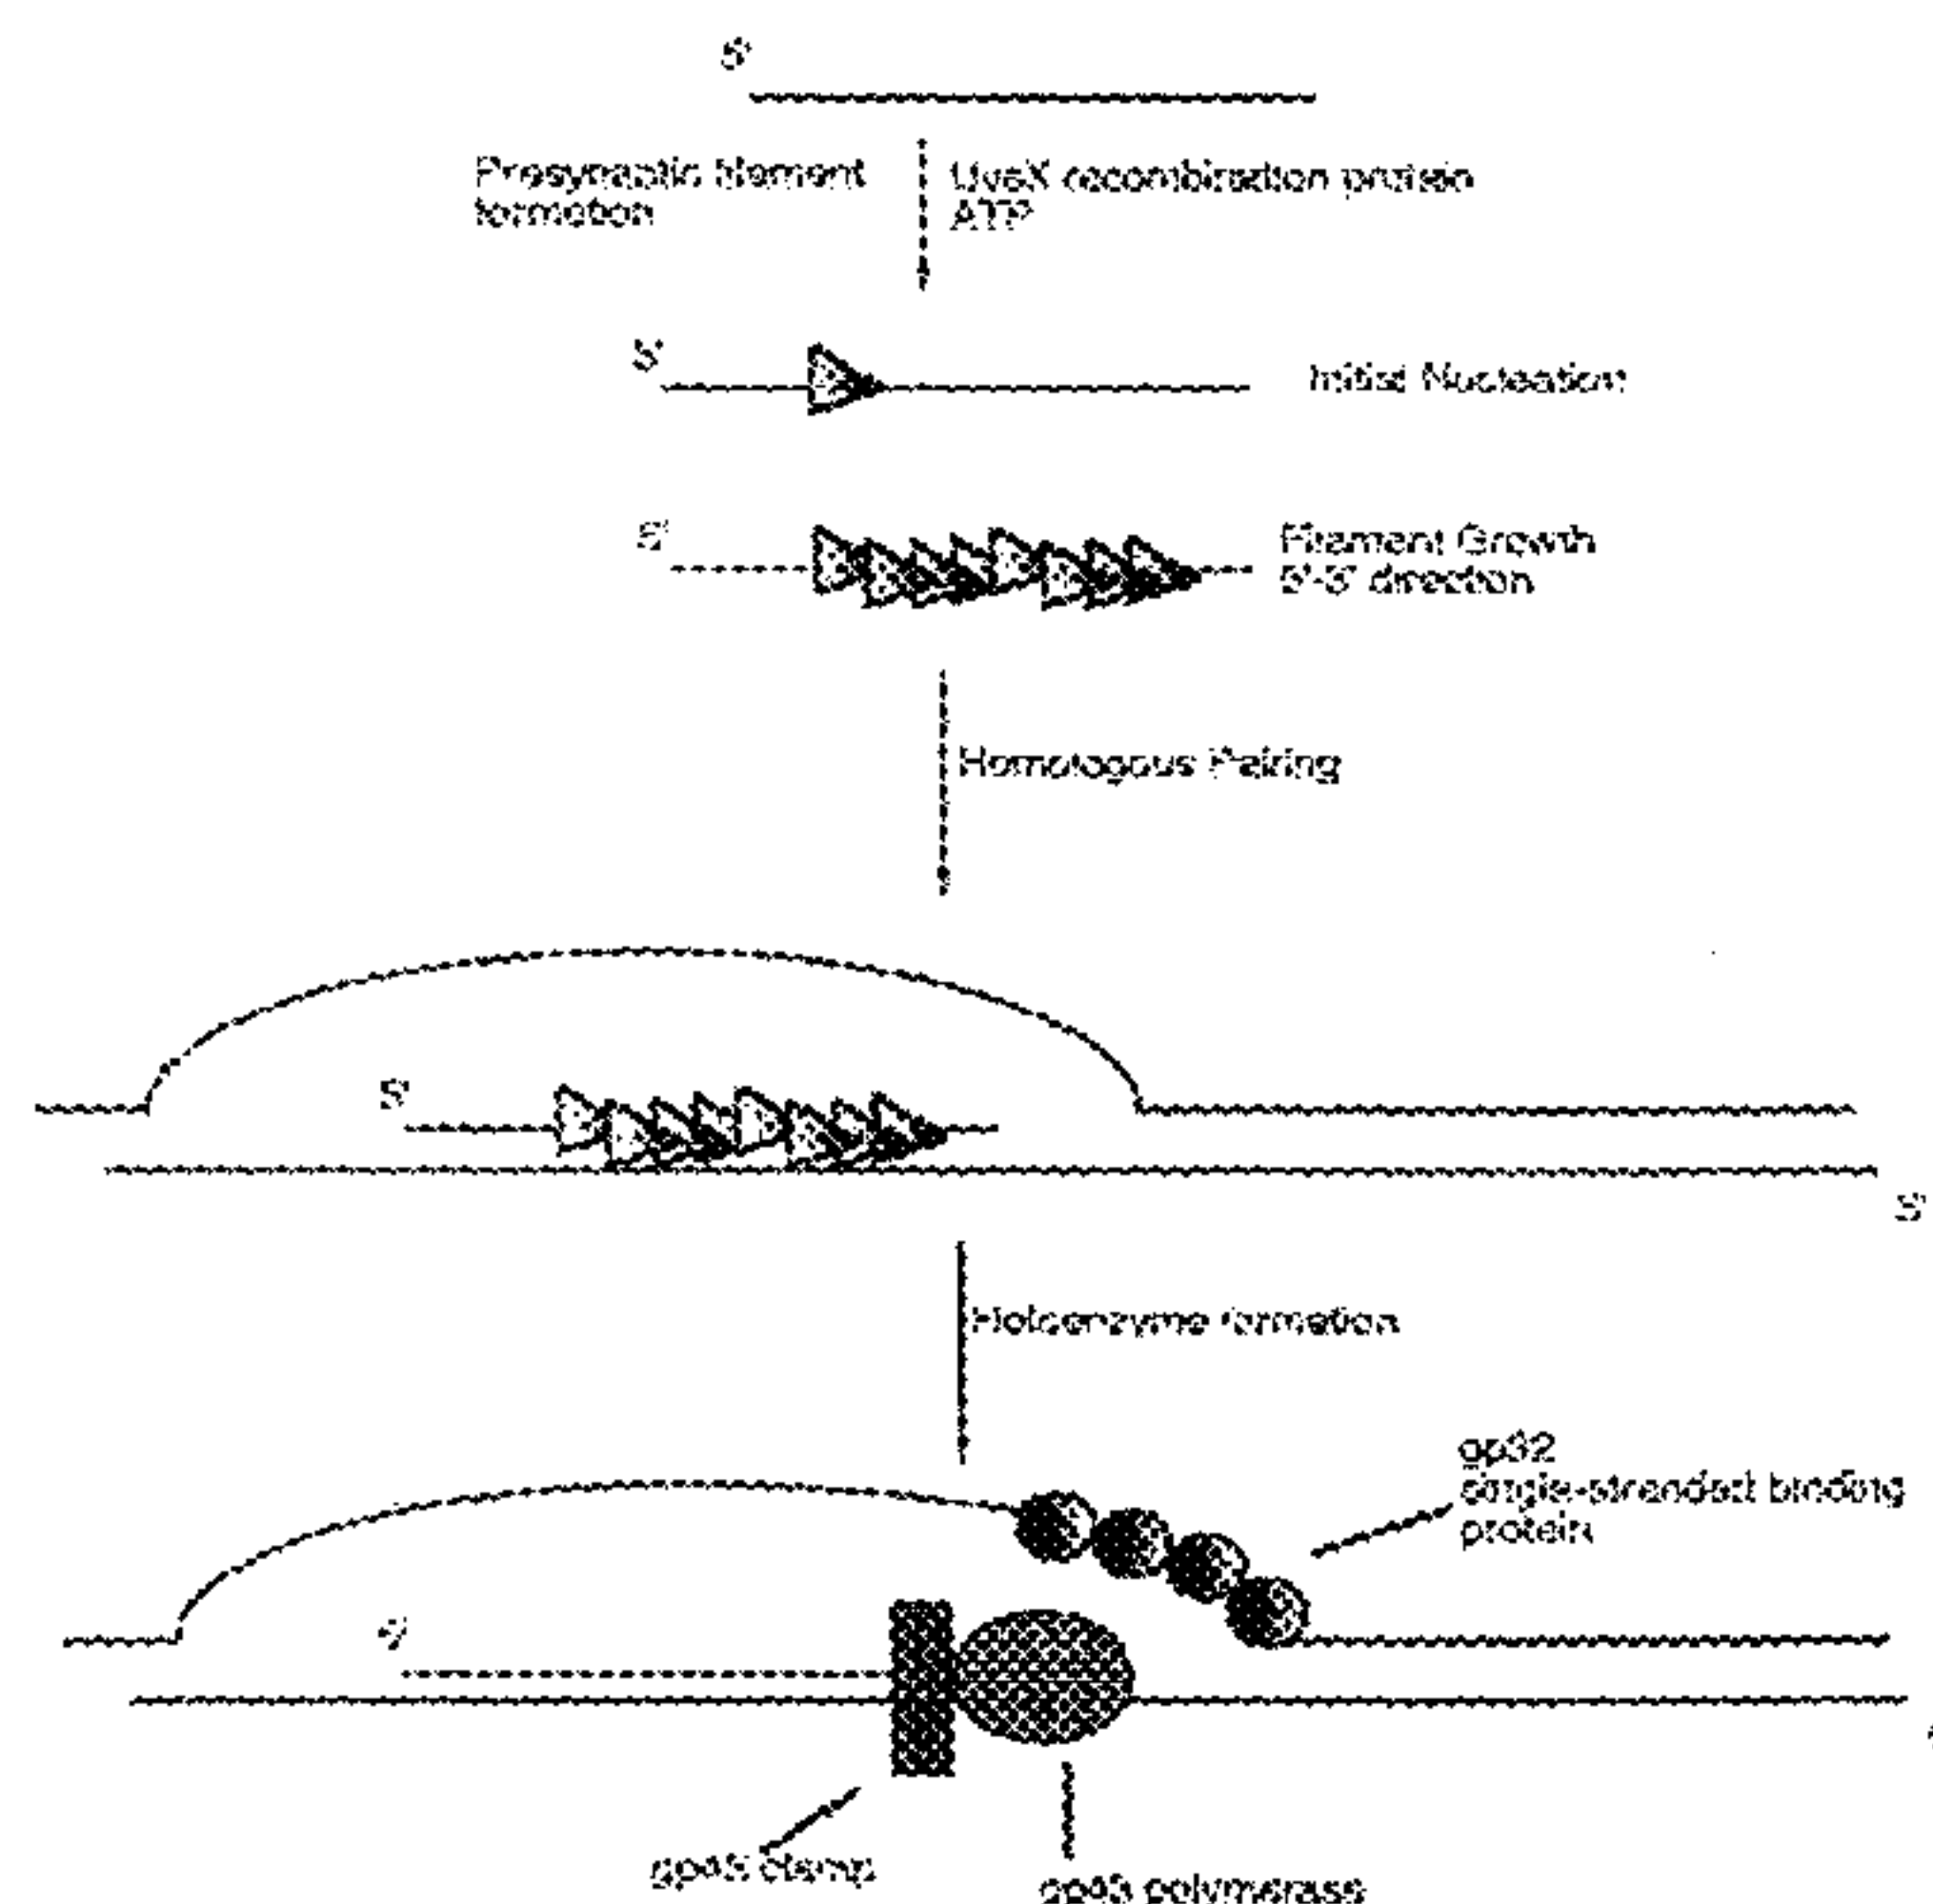 5'
Presynaptic filament
formation
UvsX recombination protein
ATP
5'
Initial Nucleation
5'
Filament Growth
5'-3' direction
Homologous Pairing
5'
5'
Holoenzyme formation
gp32
single-stranded binding
protein
5'
gp45 clamp
gp43 polymerase